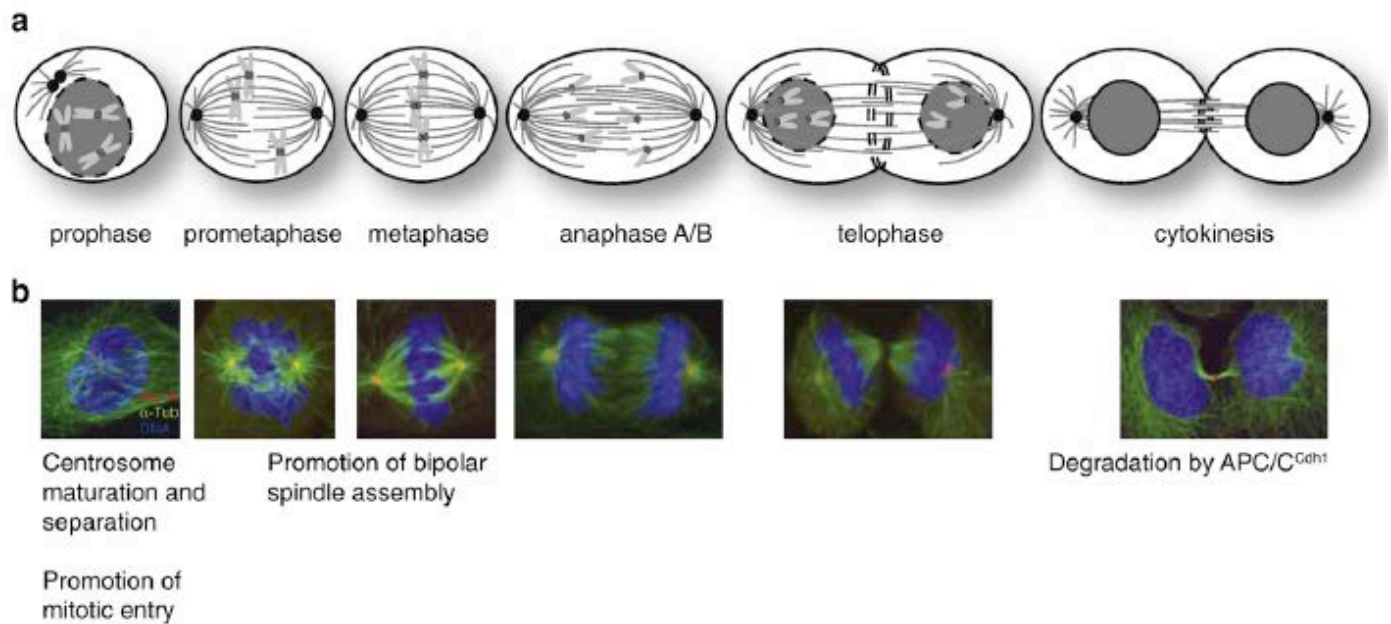 a
prophase prometaphase metaphase anaphase A/B telophase cytokinesis
b
α-Tub
DNA
Centrosome
maturation and
separation
Promotion of bipolar
spindle assembly
Degradation by APC/C^Cdh1
Promotion of
mitotic entry